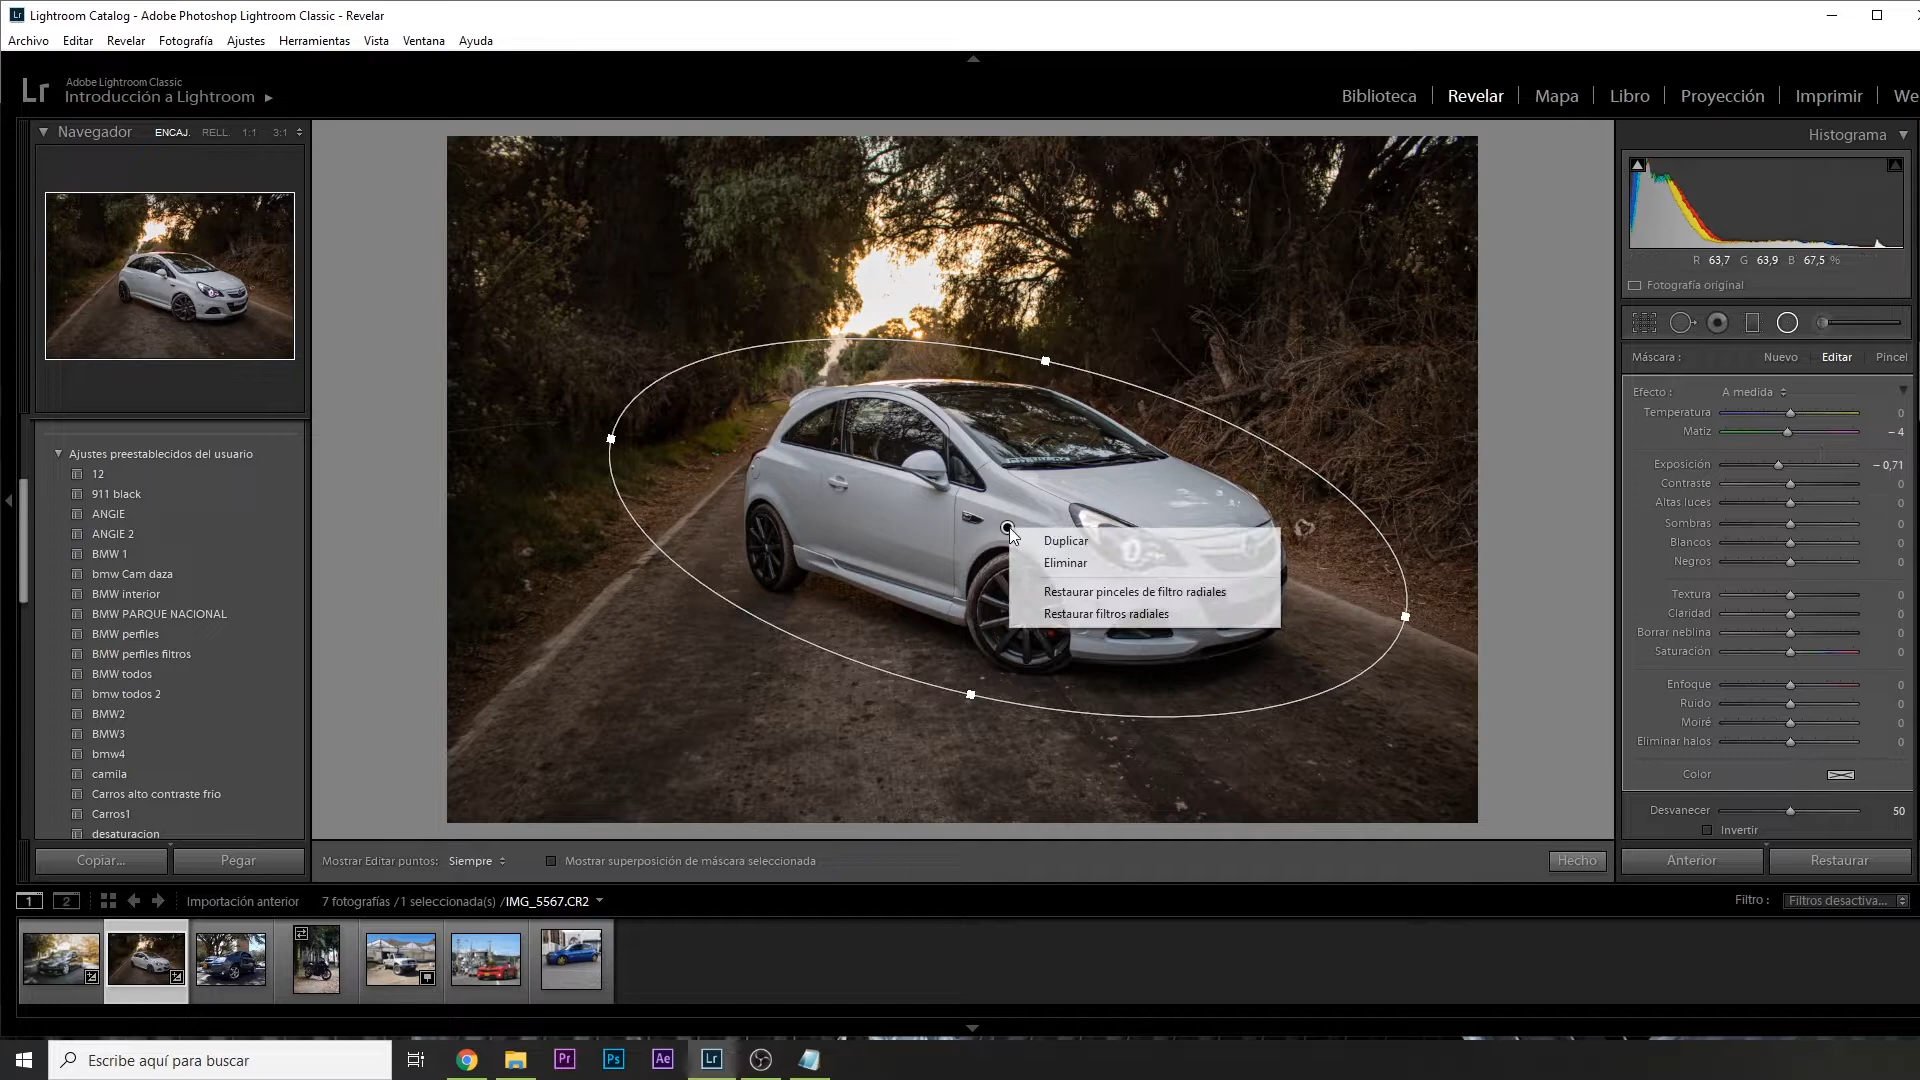 Lightroom Catalog - Adobe Photoshop Lightroom Classic - Revelar
Archivo Editar Revelar Fotografía Ajustes Herramientas Vista Ventana Ayuda
Lr Adobe Lightroom Classic
Introducción a Lightroom
Biblioteca Revelar Mapa Libro Proyección Imprimir We
Navegador ENCAJ. RELL. 1:1 3:1
Histograma
R 63,7 G 63,9 B 67,5 %
Fotografía original
Máscara : Nuevo Editar Pincel
Efecto : A medida
Temperatura 0
Matiz – 4
Exposición – 0,71
Contraste 0
Altas luces 0
Sombras 0
Blancos 0
Negros 0
Textura 0
Claridad 0
Borrar neblina 0
Saturación 0
Enfoque 0
Ruido 0
Moiré 0
Eliminar halos 0
Color
Desvanecer 50
Invertir
Anterior Restaurar
Ajustes preestablecidos del usuario
12
911 black
ANGIE
ANGIE 2
BMW 1
bmw Cam daza
BMW interior
BMW PARQUE NACIONAL
BMW perfiles
BMW perfiles filtros
BMW todos
bmw todos 2
BMW2
BMW3
bmw4
camila
Carros alto contraste frio
Carros1
desaturacion
Copiar... Pegar
Duplicar
Eliminar
Restaurar pinceles de filtro radiales
Restaurar filtros radiales
Mostrar Editar puntos: Siempre Mostrar superposición de máscara seleccionada Hecho
1 2 Importación anterior 7 fotografías /1 seleccionada(s) /IMG_5567.CR2 Filtro : Filtros desactiva...
Escribe aquí para buscar Pr Ps Ae Lr